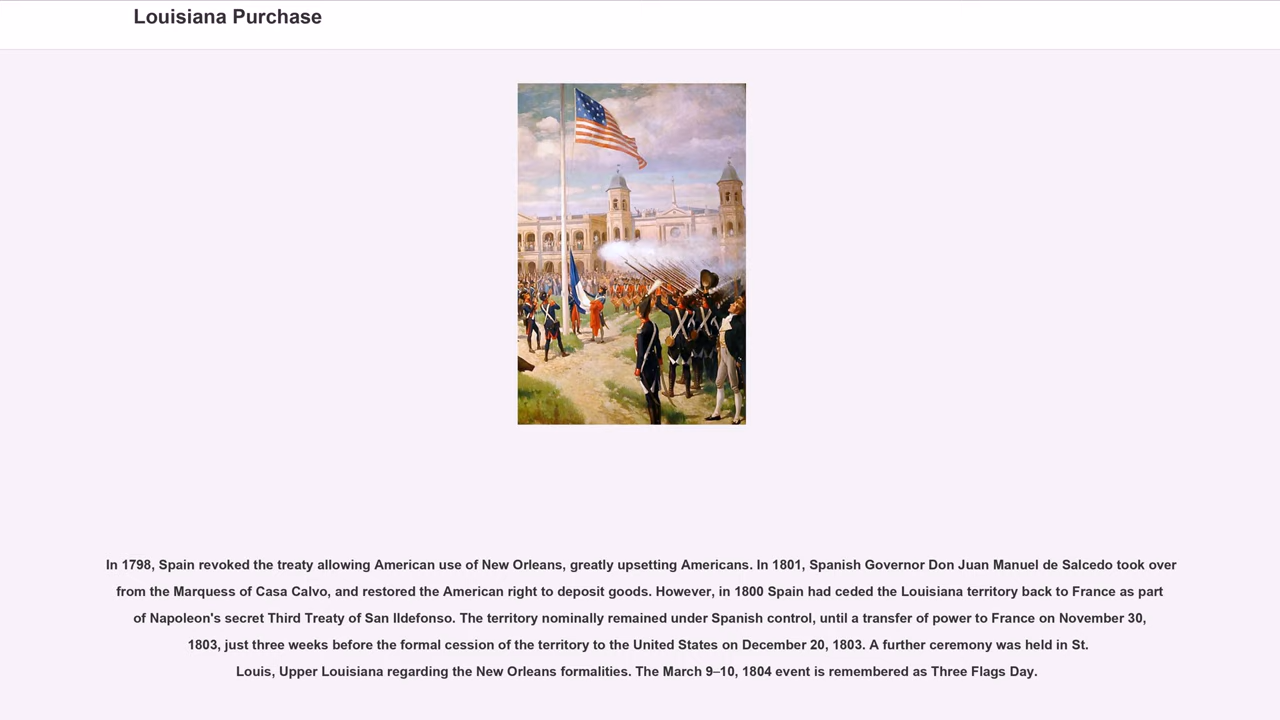 Louisiana Purchase
In 1798, Spain revoked the treaty allowing American use of New Orleans, greatly upsetting Americans. In 1801, Spanish Governor Don Juan Manuel de Salcedo took over
from the Marquess of Casa Calvo, and restored the American right to deposit goods. However, in 1800 Spain had ceded the Louisiana territory back to France as part
of Napoleon's secret Third Treaty of San Ildefonso. The territory nominally remained under Spanish control, until a transfer of power to France on November 30,
1803, just three weeks before the formal cession of the territory to the United States on December 20, 1803. A further ceremony was held in St.
Louis, Upper Louisiana regarding the New Orleans formalities. The March 9–10, 1804 event is remembered as Three Flags Day.